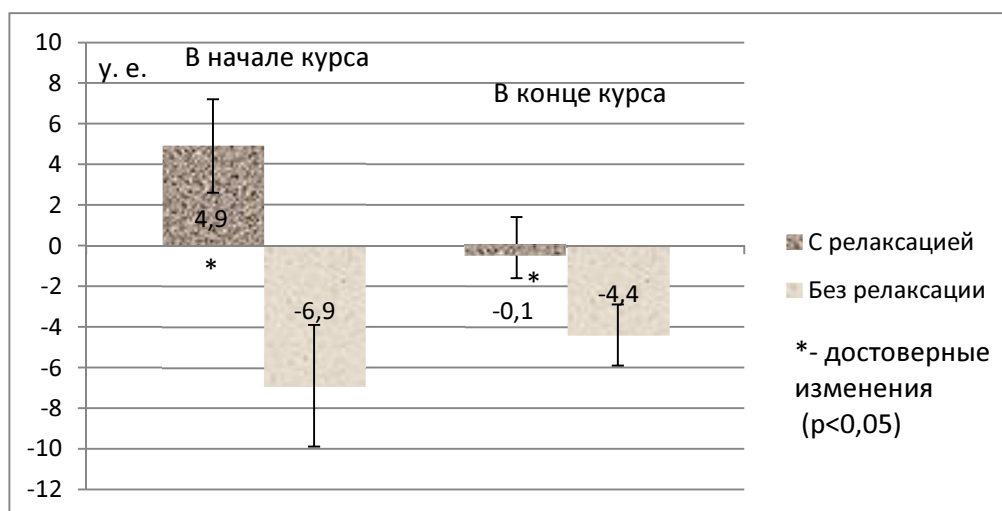 10
8
6
4
2
0
-2
-4
-6
-8
-10
-12
у. е.
В начале курса
В конце курса
4,9
*
-6,9
*
-0,1
-4,4
С релаксацией
Без релаксации
*- достоверные
изменения
(p<0,05)